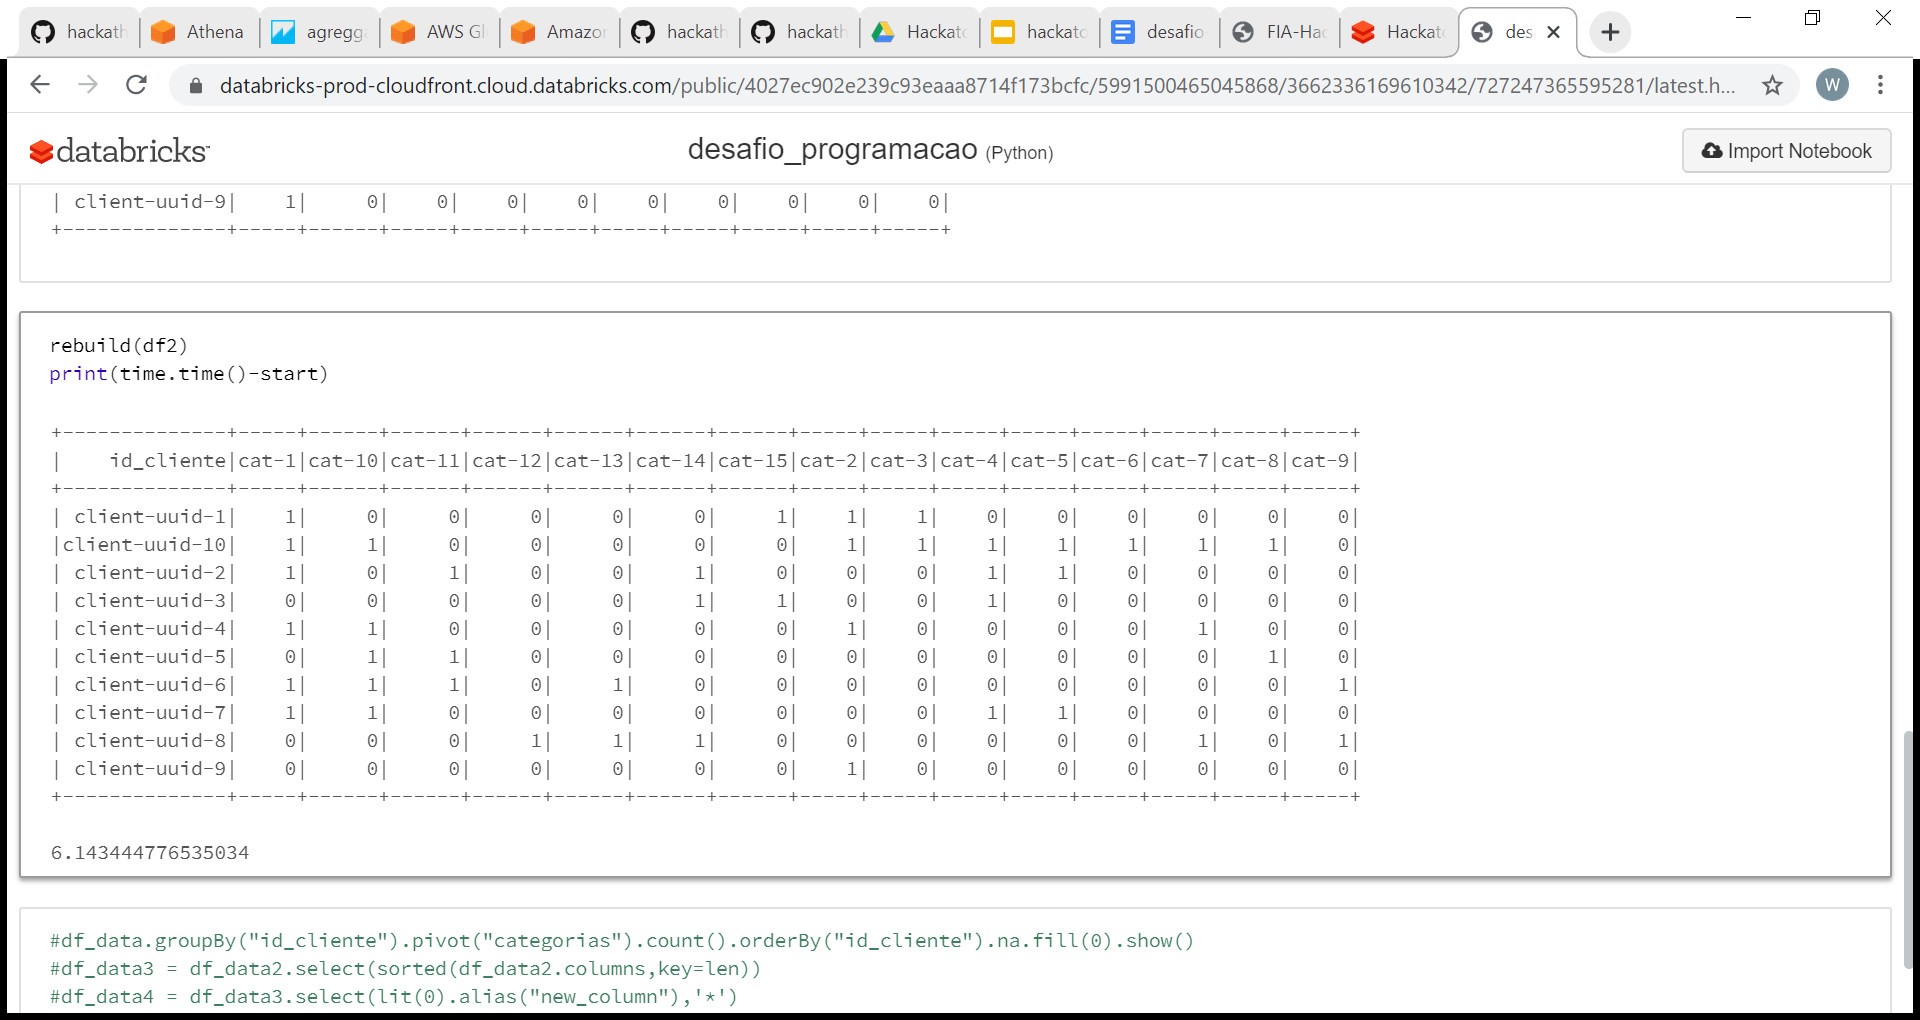 hackath
Athena
agregga
AWS Gl
Amazon
hackath
hackath
Hackato
hackato
desafio
FIA-Hac
Hackato
des
databricks-prod-cloudfront.cloud.databricks.com/public/4027ec902e239c93eaaa8714f173bcfc/5991500465045868/3662336169610342/727247365595281/latest.h...
W
databricks
desafio_programacao (Python)
Import Notebook
| client-uuid-9|    1|     0|    0|    0|    0|    0|    0|    0|    0|    0|
+--------------+-----+------+-----+-----+-----+-----+-----+-----+-----+-----+
rebuild(df2)
print(time.time()-start)
+--------------+-----+------+------+------+------+------+------+-----+-----+-----+-----+-----+-----+-----+-----+
|    id_cliente|cat-1|cat-10|cat-11|cat-12|cat-13|cat-14|cat-15|cat-2|cat-3|cat-4|cat-5|cat-6|cat-7|cat-8|cat-9|
+--------------+-----+------+------+------+------+------+------+-----+-----+-----+-----+-----+-----+-----+-----+
| client-uuid-1|    1|     0|     0|     0|     0|     0|     1|    1|    1|    0|    0|    0|    0|    0|    0|
|client-uuid-10|    1|     1|     0|     0|     0|     0|     0|    1|    1|    1|    1|    1|    1|    1|    0|
| client-uuid-2|    1|     0|     1|     0|     0|     1|     0|    0|    0|    1|    1|    0|    0|    0|    0|
| client-uuid-3|    0|     0|     0|     0|     0|     1|     1|    0|    0|    1|    0|    0|    0|    0|    0|
| client-uuid-4|    1|     1|     0|     0|     0|     0|     0|    1|    0|    0|    0|    0|    1|    0|    0|
| client-uuid-5|    0|     1|     1|     0|     0|     0|     0|    0|    0|    0|    0|    0|    0|    1|    0|
| client-uuid-6|    1|     1|     1|     0|     1|     0|     0|    0|    0|    0|    0|    0|    0|    0|    1|
| client-uuid-7|    1|     1|     0|     0|     0|     0|     0|    0|    0|    1|    1|    0|    0|    0|    0|
| client-uuid-8|    0|     0|     0|     1|     1|     1|     0|    0|    0|    0|    0|    0|    1|    0|    1|
| client-uuid-9|    0|     0|     0|     0|     0|     0|     0|    1|    0|    0|    0|    0|    0|    0|    0|
+--------------+-----+------+------+------+------+------+------+-----+-----+-----+-----+-----+-----+-----+-----+
6.143444776535034
#df_data.groupBy("id_cliente").pivot("categorias").count().orderBy("id_cliente").na.fill(0).show()
#df_data3 = df_data2.select(sorted(df_data2.columns,key=len))
#df_data4 = df_data3.select(lit(0).alias("new_column"),'*')